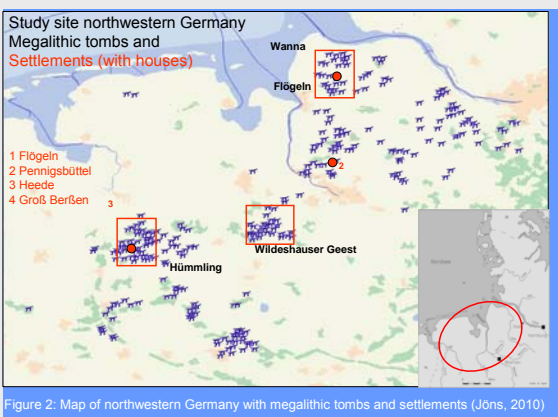 Study site northwestern Germany
Megalithic tombs and
Settlements (with houses)
Wanna
Flögeln
1 Flögeln
2 Pennigsbüttel
3 Heede
4 Groß Berßen
2
3
Wildeshauser Geest
Hümmling
Figure 2: Map of northwestern Germany with megalithic tombs and settlements (Jöns, 2010)